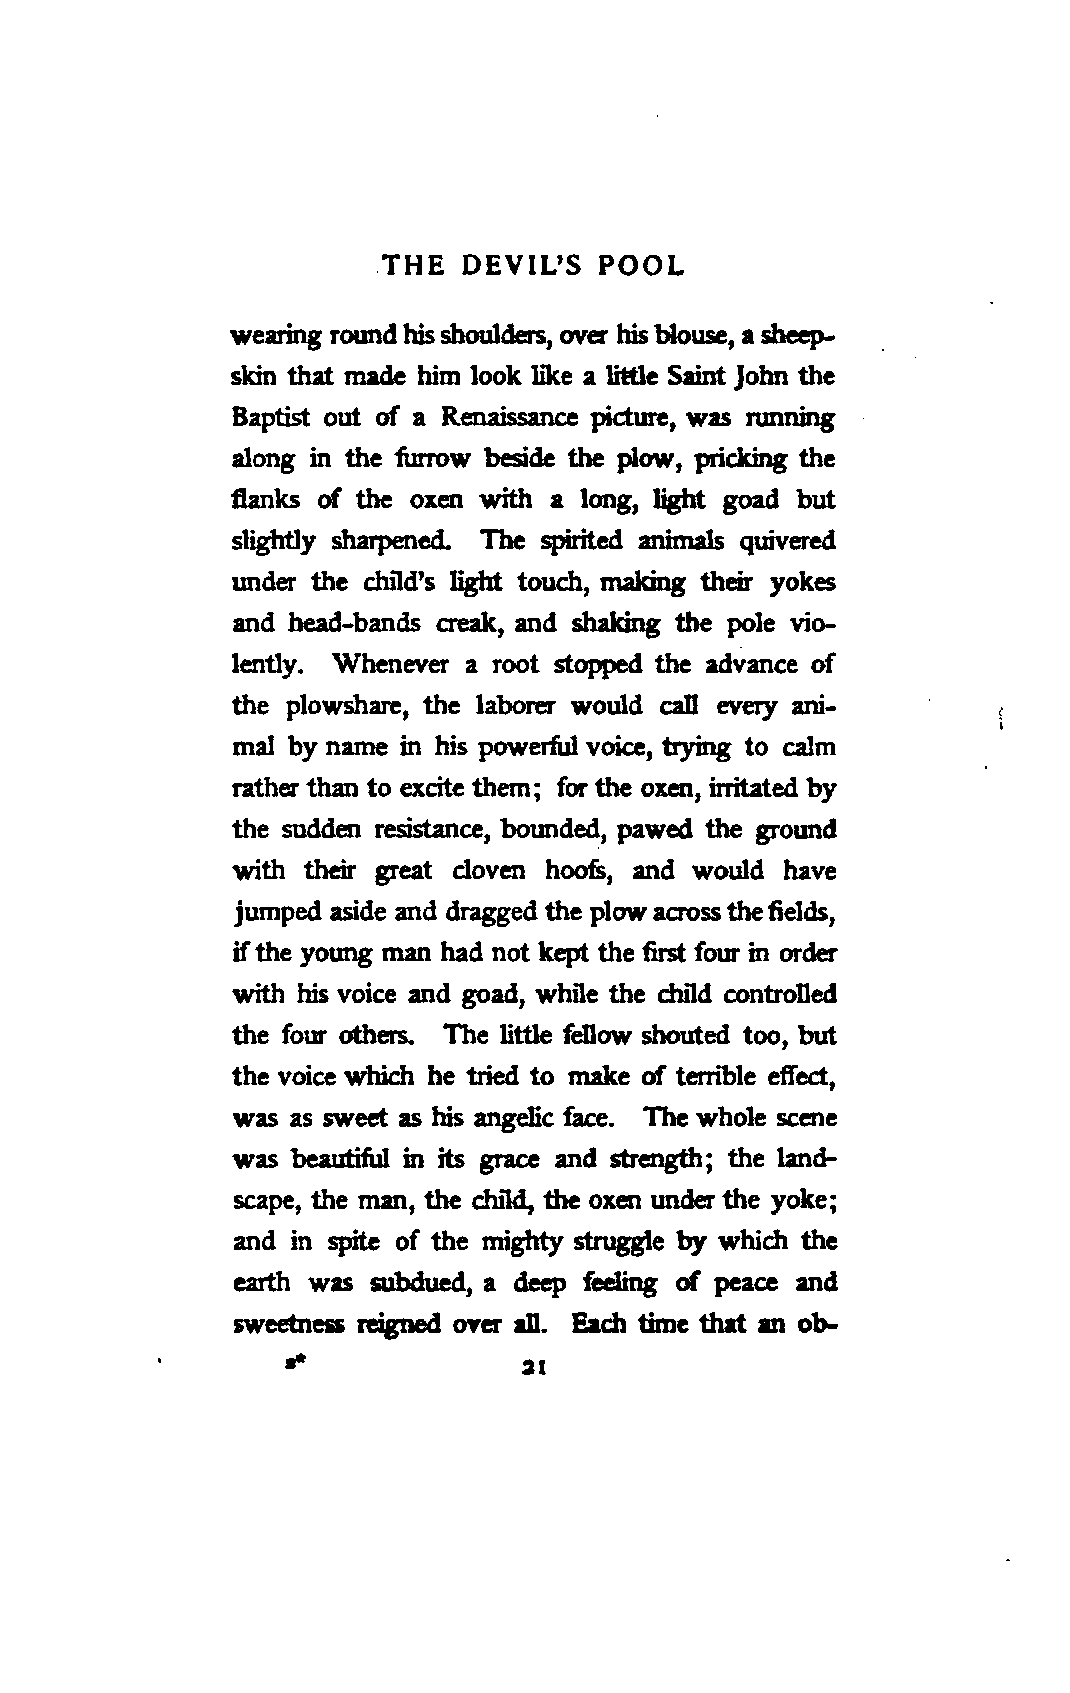 THE DEVIL'S POOL
wearing round his shoulders, over his blouse, a sheep-
skin that made him look like a little Saint John the
Baptist out of a Renaissance picture, was running
along in the furrow beside the plow, pricking the
flanks of the oxen with a long, light goad but
slightly sharpened. The spirited animals quivered
under the child's light touch, making their yokes
and head-bands creak, and shaking the pole vio-
lently. Whenever a root stopped the advance of
the plowshare, the laborer would call every ani-
mal by name in his powerful voice, trying to calm
rather than to excite them; for the oxen, irritated by
the sudden resistance, bounded, pawed the ground
with their great cloven hoofs, and would have
jumped aside and dragged the plow across the fields,
if the young man had not kept the first four in order
with his voice and goad, while the child controlled
the four others. The little fellow shouted too, but
the voice which he tried to make of terrible effect,
was as sweet as his angelic face. The whole scene
was beautiful in its grace and strength; the land-
scape, the man, the child, the oxen under the yoke;
and in spite of the mighty struggle by which the
earth was subdued, a deep feeling of peace and
sweetness reigned over all. Each time that an ob-
2* 21